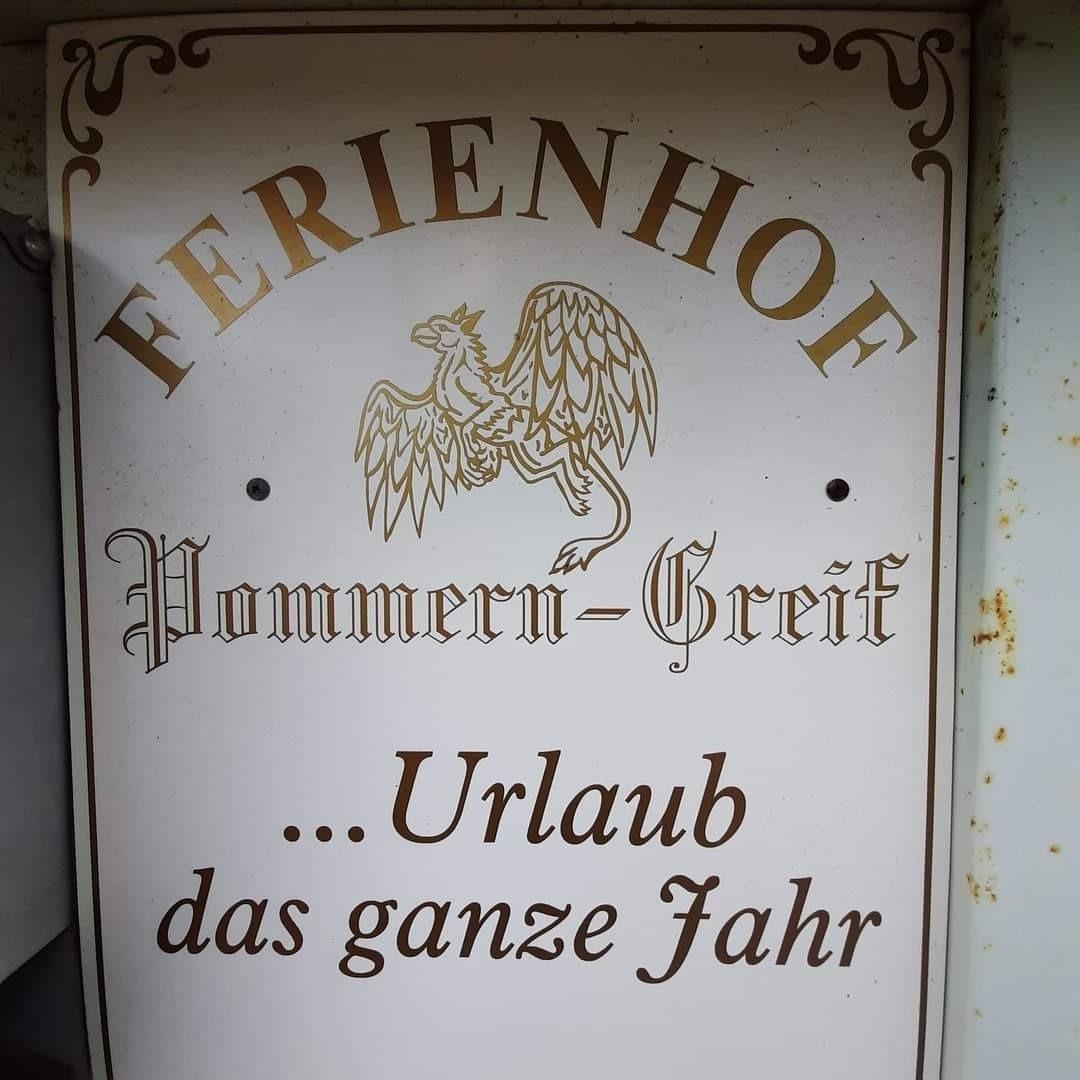 FERIENHOF
Pommern-Greif
...Urlaub
das ganze Jahr